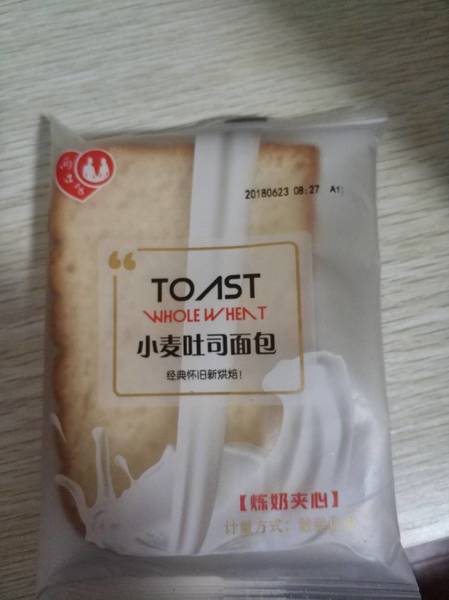 20180623 08:27 A1
TOAST
WHOLE WHEAT
小麦吐司面包
经典怀旧新烘焙!
【炼奶夹心】
计量方式: